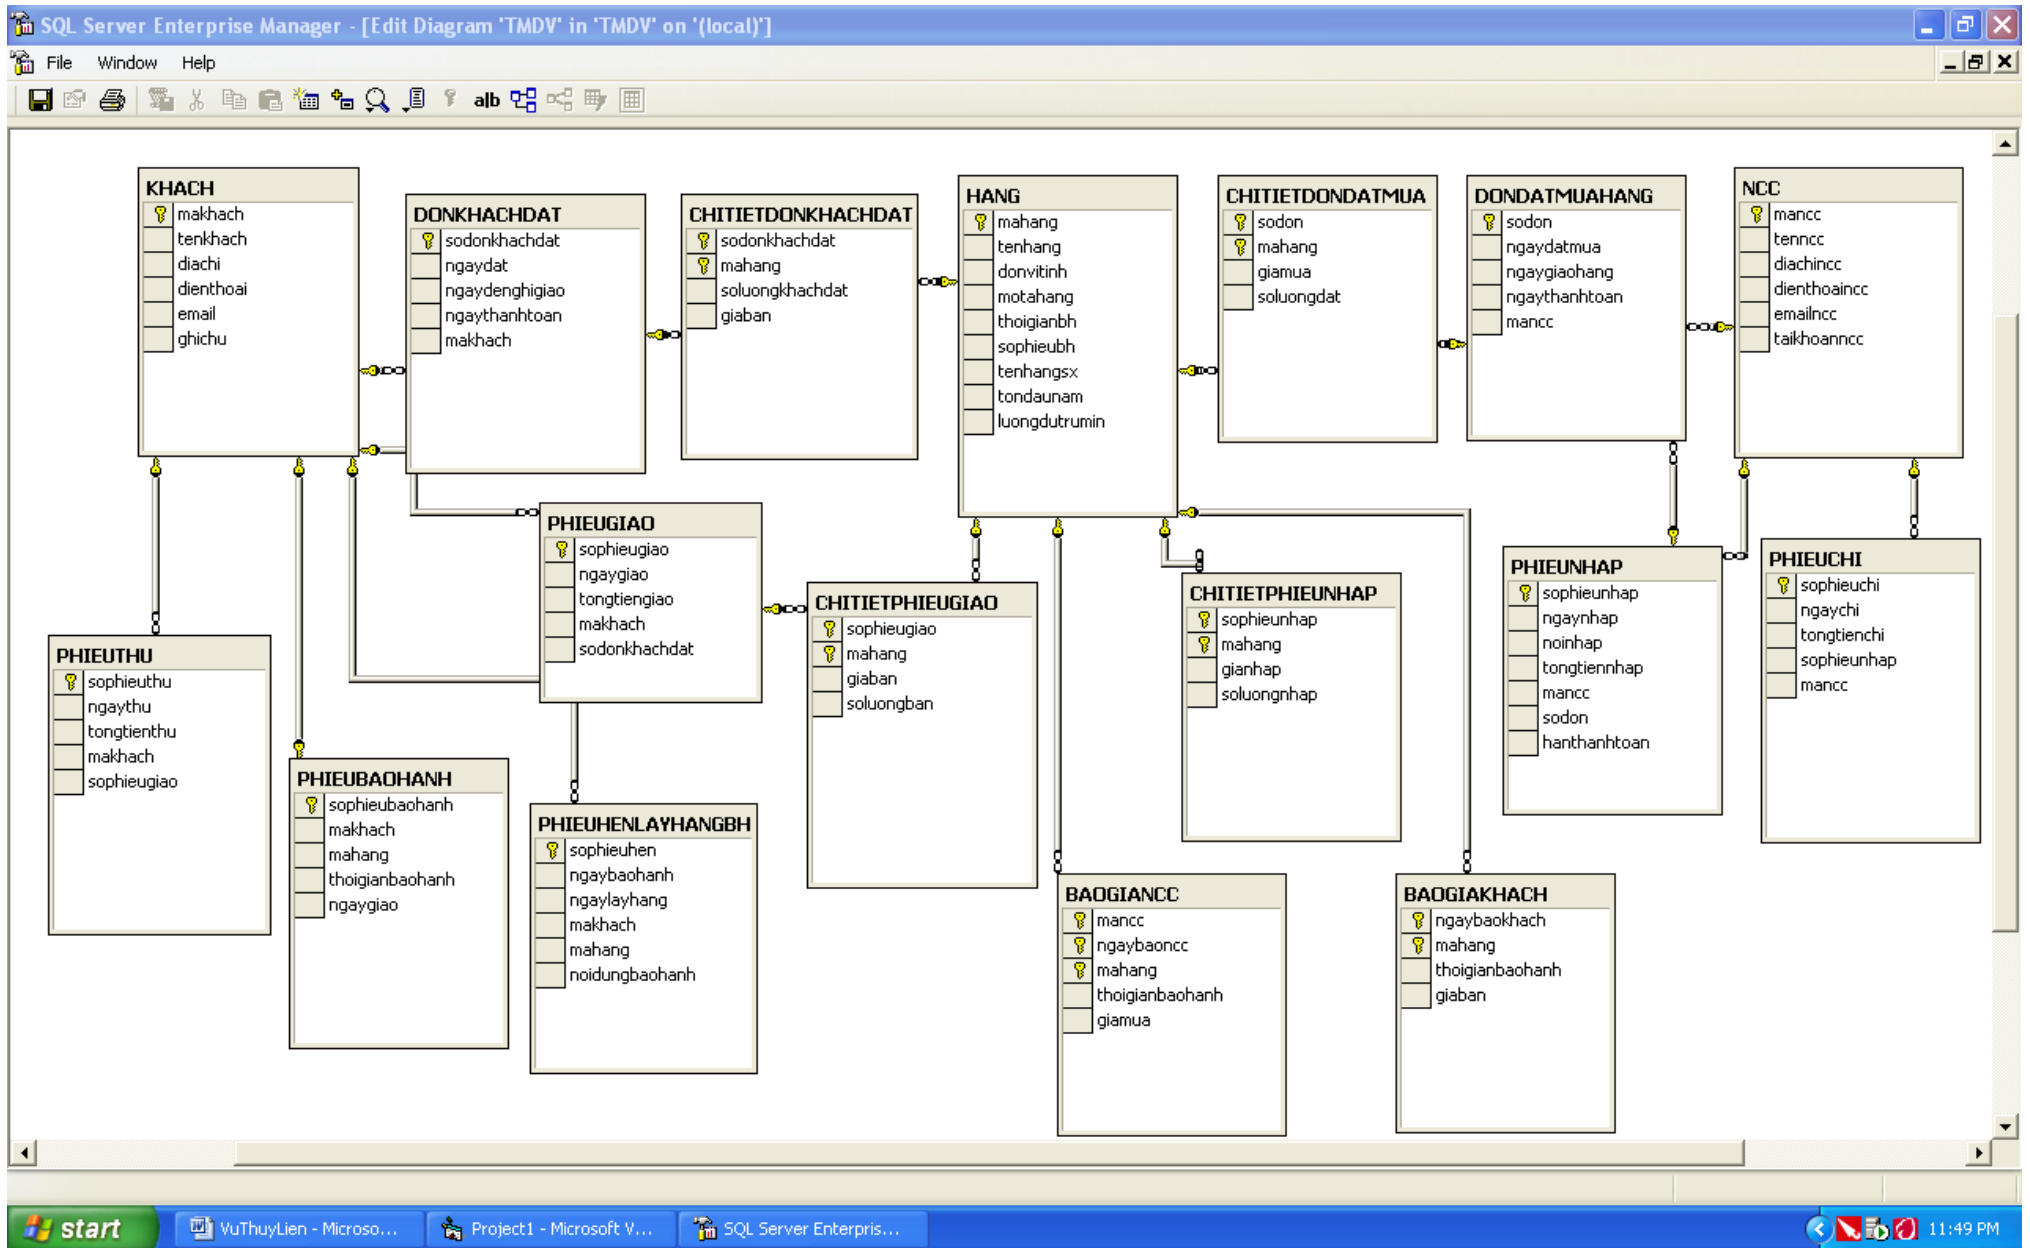 SQL Server Enterprise Manager - [Edit Diagram 'TMDV' in 'TMDV' on '(local)']
File Window Help
a|b
KHACH
makhach
tenkhach
diachi
dienthoai
email
ghichu
DONKHACHDAT
sodonkhachdat
ngaydat
ngaydenghigiao
ngaythanhtoan
makhach
CHITIETDONKHACHDAT
sodonkhachdat
mahang
soluongkhachdat
giaban
HANG
mahang
tenhang
donvitinh
motahang
thoigianbh
sophieubh
tenhangsx
tondaunam
luongdutrumin
CHITIETDONDATMUA
sodon
mahang
giamua
soluongdat
DONDATMUAHANG
sodon
ngaydatmua
ngaygiaohang
ngaythanhtoan
mancc
NCC
mancc
tenncc
diachincc
dienthoaincc
emailncc
taikhoanncc
PHIEUGIAO
sophieugiao
ngaygiao
tongtiengiao
makhach
sodonkhachdat
CHITIETPHIEUGIAO
sophieugiao
mahang
giaban
soluongban
CHITIETPHIEUNHAP
sophieunhap
mahang
gianhap
soluongnhap
PHIEUNHAP
sophieunhap
ngaynhap
noinhap
tongtiennhap
mancc
sodon
hanthanhtoan
PHIEUCHI
sophieuchi
ngaychi
tongtienchi
sophieunhap
mancc
PHIEUTHU
sophieuthu
ngaythu
tongtienthu
makhach
sophieugiao
PHIEUBAOHANH
sophieubaohanh
makhach
mahang
thoigianbaohanh
ngaygiao
PHIEUHENLAYHANGBH
sophieuhen
ngaybaohanh
ngaylayhang
makhach
mahang
noidungbaohanh
BAOGIANCC
mancc
ngaybaoncc
mahang
thoigianbaohanh
giamua
BAOGIAKHACH
ngaybaokhach
mahang
thoigianbaohanh
giaban
start
VuThuyLien - Microso...
Project1 - Microsoft V...
SQL Server Enterpris...
11:49 PM